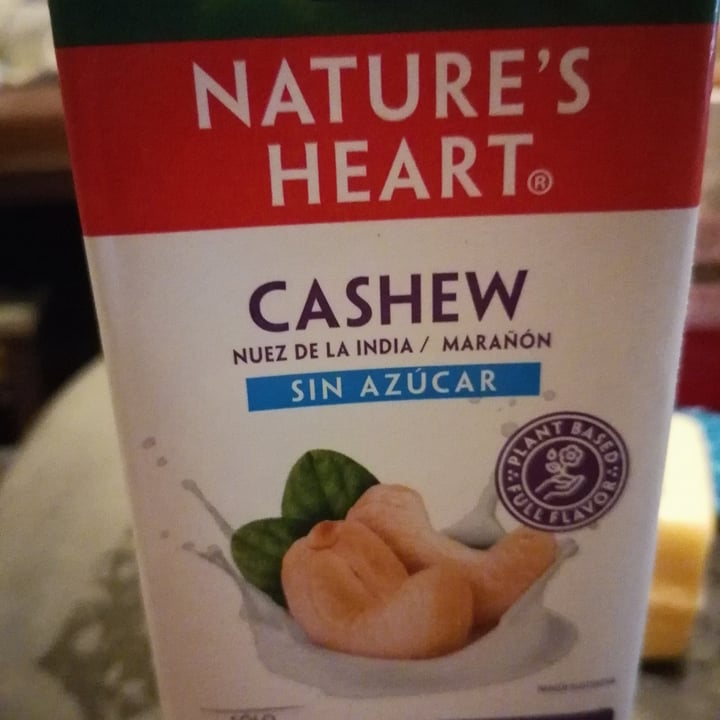 NATURE'S
HEART®
CASHEW
NUEZ DE LA INDIA / MARAÑÓN
SIN AZÚCAR
PLANT BASED
FULL FLAVOR